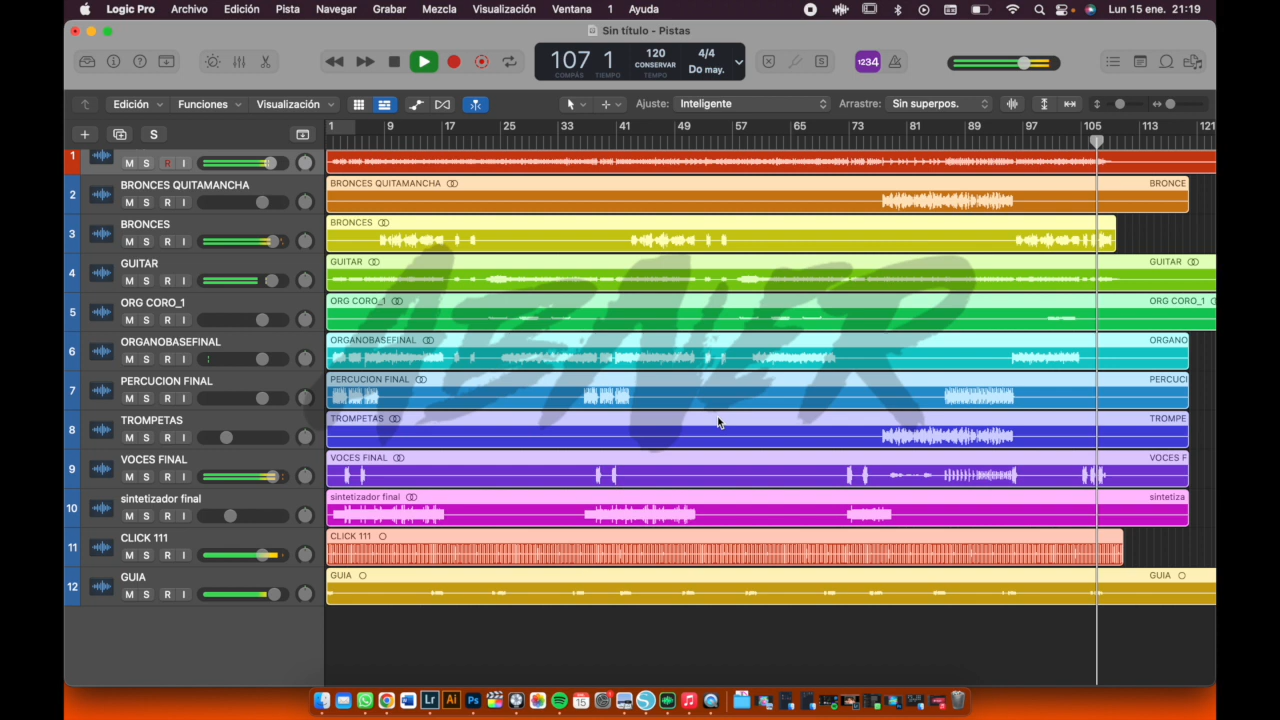 Logic Pro Archivo Edición Pista Navegar Grabar Mezcla Visualización Ventana 1 Ayuda Lun 15 ene. 21:19
Sin título - Pistas
107 1 120 CONSERVAR TEMPO 4/4 Do may. 1234
COMPÁS TIEMPO
Edición Funciones Visualización Ajuste: Inteligente Arrastre: Sin superpos.
S
1 9 17 25 33 41 49 57 65 73 81 89 97 105 113 121
1 M S R I
2 BRONCES QUITAMANCHA M S R I BRONCES QUITAMANCHA BRONCE
3 BRONCES M S R I BRONCES
4 GUITAR M S R I GUITAR GUITAR
5 ORG CORO_1 M S R I ORG CORO_1 ORG CORO_1
6 ORGANOBASEFINAL M S R I ORGANOBASEFINAL ORGANO
7 PERCUCION FINAL M S R I PERCUCION FINAL PERCUCI
8 TROMPETAS M S R I TROMPETAS TROMPE
9 VOCES FINAL M S R I VOCES FINAL VOCES F
10 sintetizador final M S R I sintetizador final sintetiza
11 CLICK 111 M S R I CLICK 111
12 GUIA M S R I GUIA GUIA
ABNER
Lr Ai Ps 15